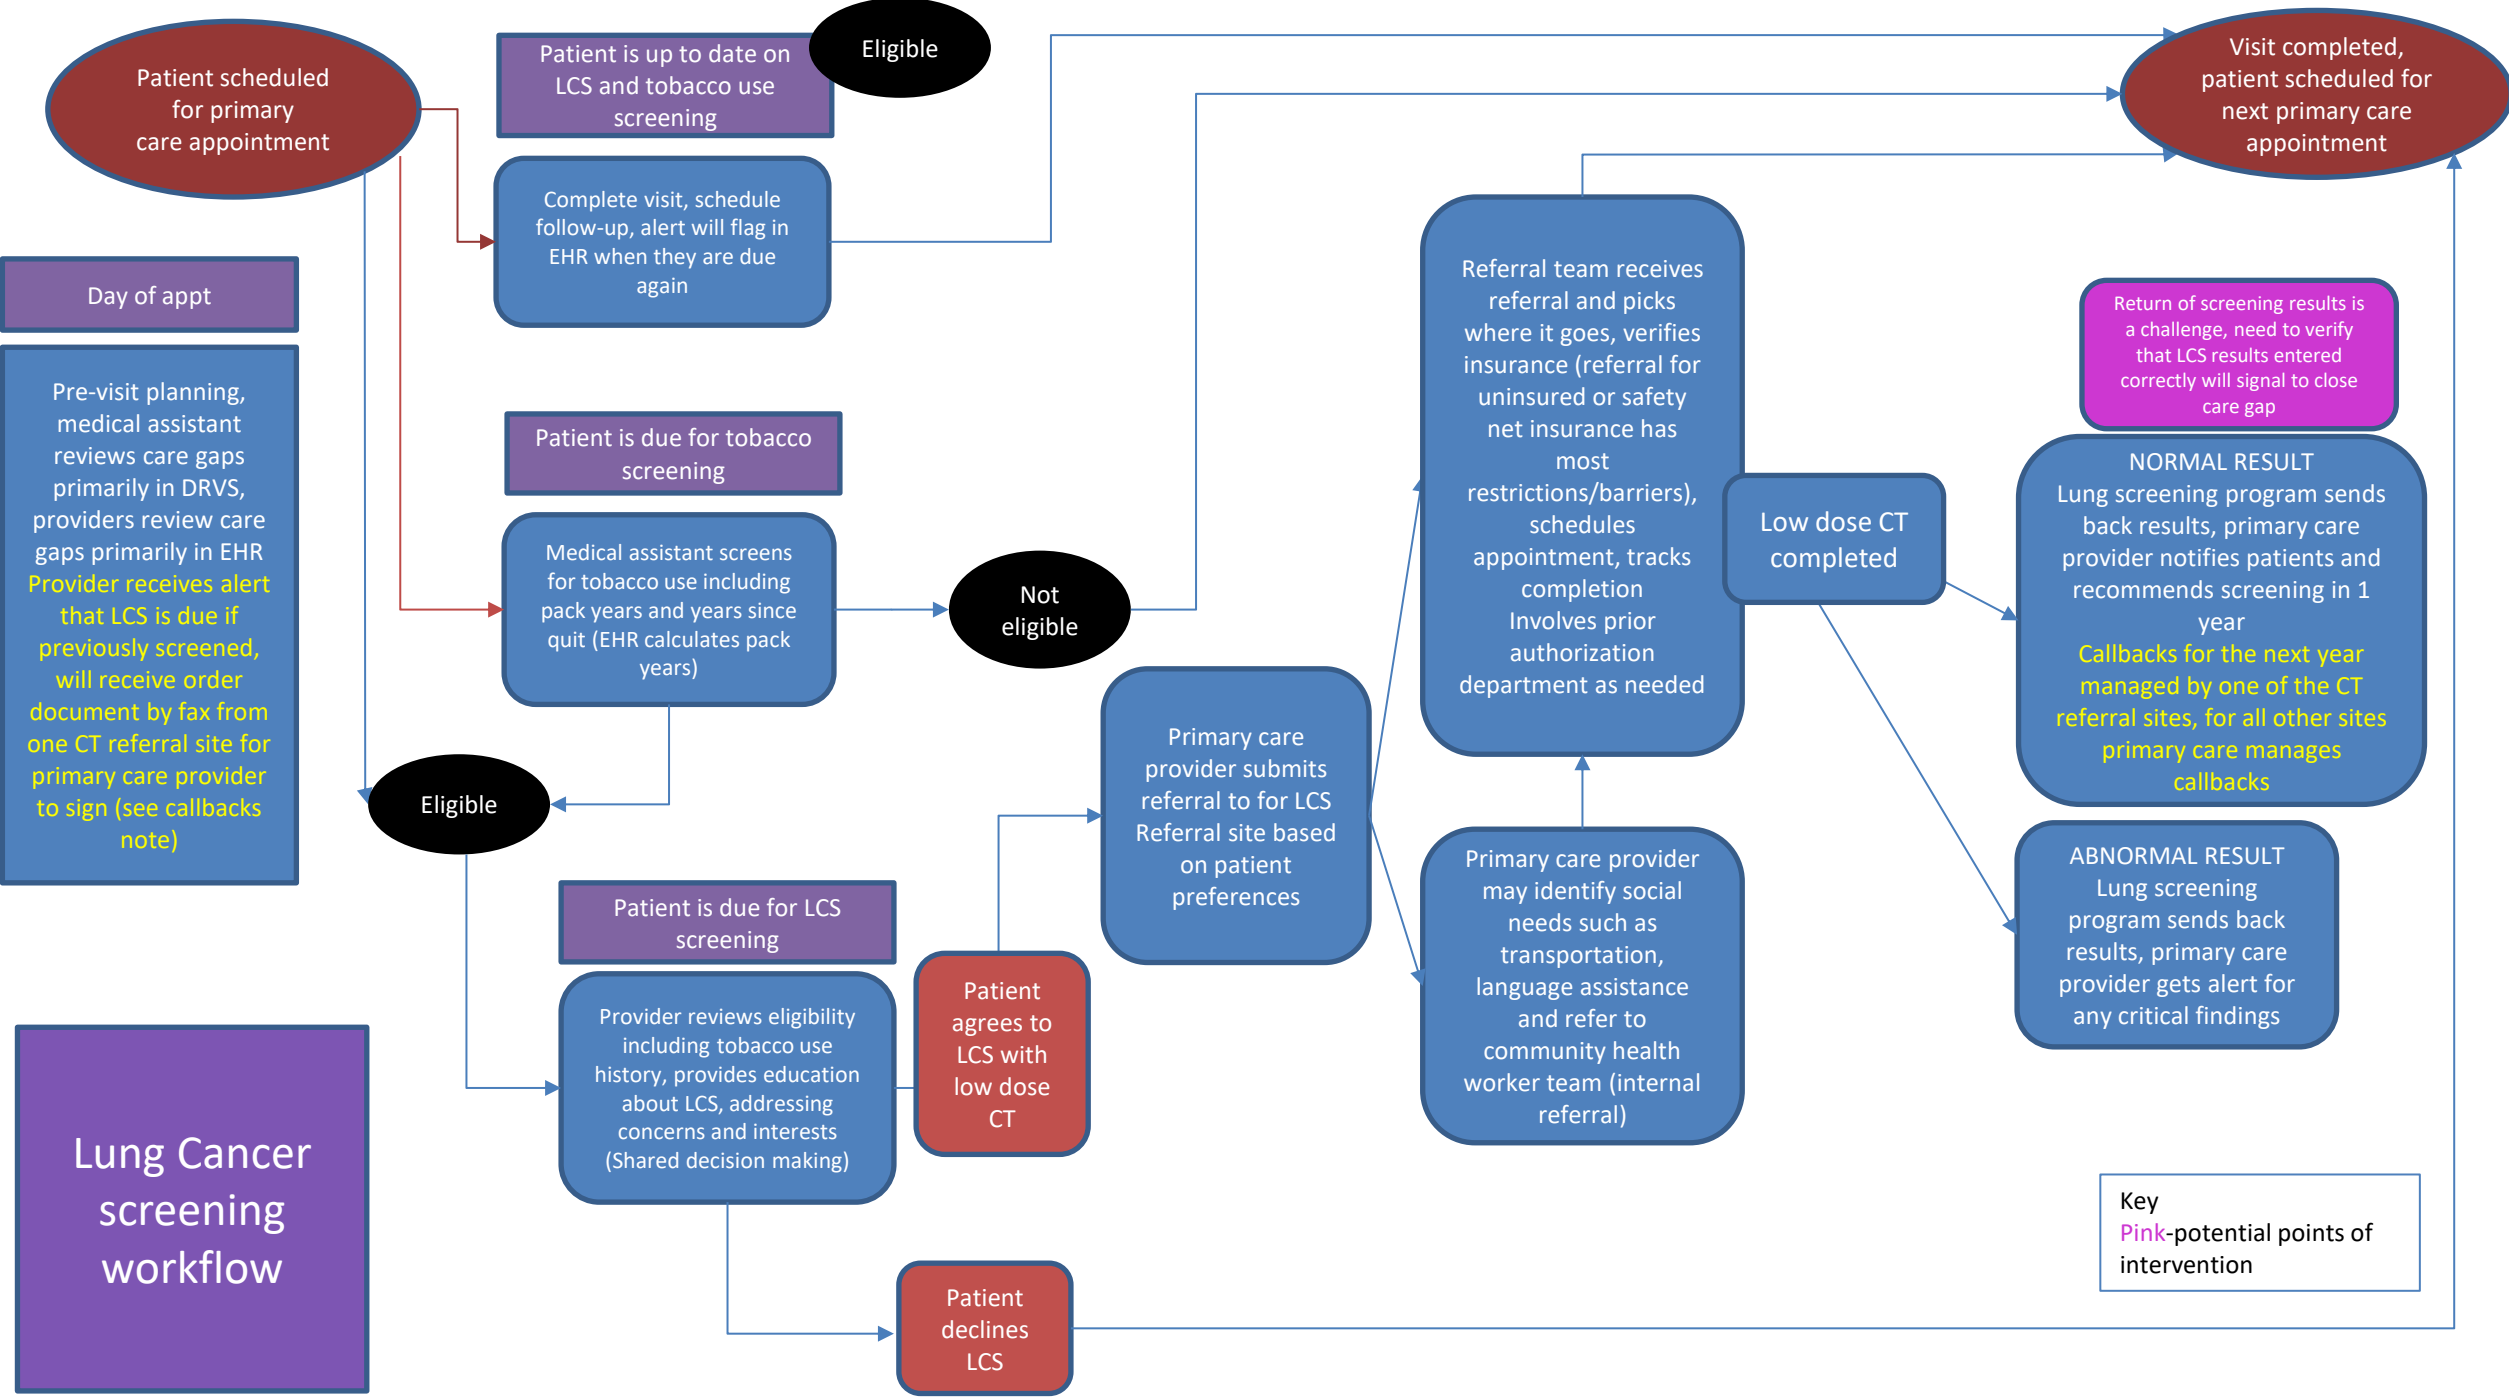 Patient scheduled
for primary
care appointment
Patient is up to date on
LCS and tobacco use
screening
Eligible
Visit completed,
patient scheduled for
next primary care
appointment
Complete visit, schedule
follow-up, alert will flag in
EHR when they are due
again
Day of appt
Pre-visit planning,
medical assistant
reviews care gaps
primarily in DRVS,
providers review care
gaps primarily in EHR
Provider receives alert
that LCS is due if
previously screened,
will receive order
document by fax from
one CT referral site for
primary care provider
to sign (see callbacks
note)
Patient is due for tobacco
screening
Medical assistant screens
for tobacco use including
pack years and years since
quit (EHR calculates pack
years)
Not
eligible
Eligible
Patient is due for LCS
screening
Provider reviews eligibility
including tobacco use
history, provides education
about LCS, addressing
concerns and interests
(Shared decision making)
Patient
agrees to
LCS with
low dose
CT
Patient
declines
LCS
Primary care
provider submits
referral to for LCS
Referral site based
on patient
preferences
Referral team receives
referral and picks
where it goes, verifies
insurance (referral for
uninsured or safety
net insurance has
most
restrictions/barriers),
schedules
appointment, tracks
completion
Involves prior
authorization
department as needed
Primary care provider
may identify social
needs such as
transportation,
language assistance
and refer to
community health
worker team (internal
referral)
Low dose CT
completed
Return of screening results is
a challenge, need to verify
that LCS results entered
correctly will signal to close
care gap
NORMAL RESULT
Lung screening program sends
back results, primary care
provider notifies patients and
recommends screening in 1
year
Callbacks for the next year
managed by one of the CT
referral sites, for all other sites
primary care manages
callbacks
ABNORMAL RESULT
Lung screening
program sends back
results, primary care
provider gets alert for
any critical findings
Lung Cancer
screening
workflow
Key
Pink-potential points of
intervention